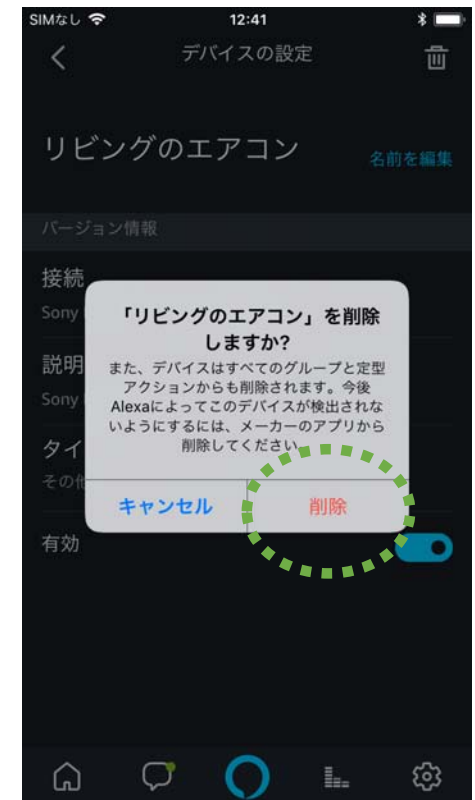 SIMなし 12:41
デバイスの設定
リビングのエアコン 名前を編集
バージョン情報
接続
Sony
「リビングのエアコン」を削除
しますか?
また、デバイスはすべてのグループと定型
アクションからも削除されます。今後
Alexaによってこのデバイスが検出されな
いようにするには、メーカーのアプリから
削除してください。
説明
Sony
タイ
その他
キャンセル 削除
有効